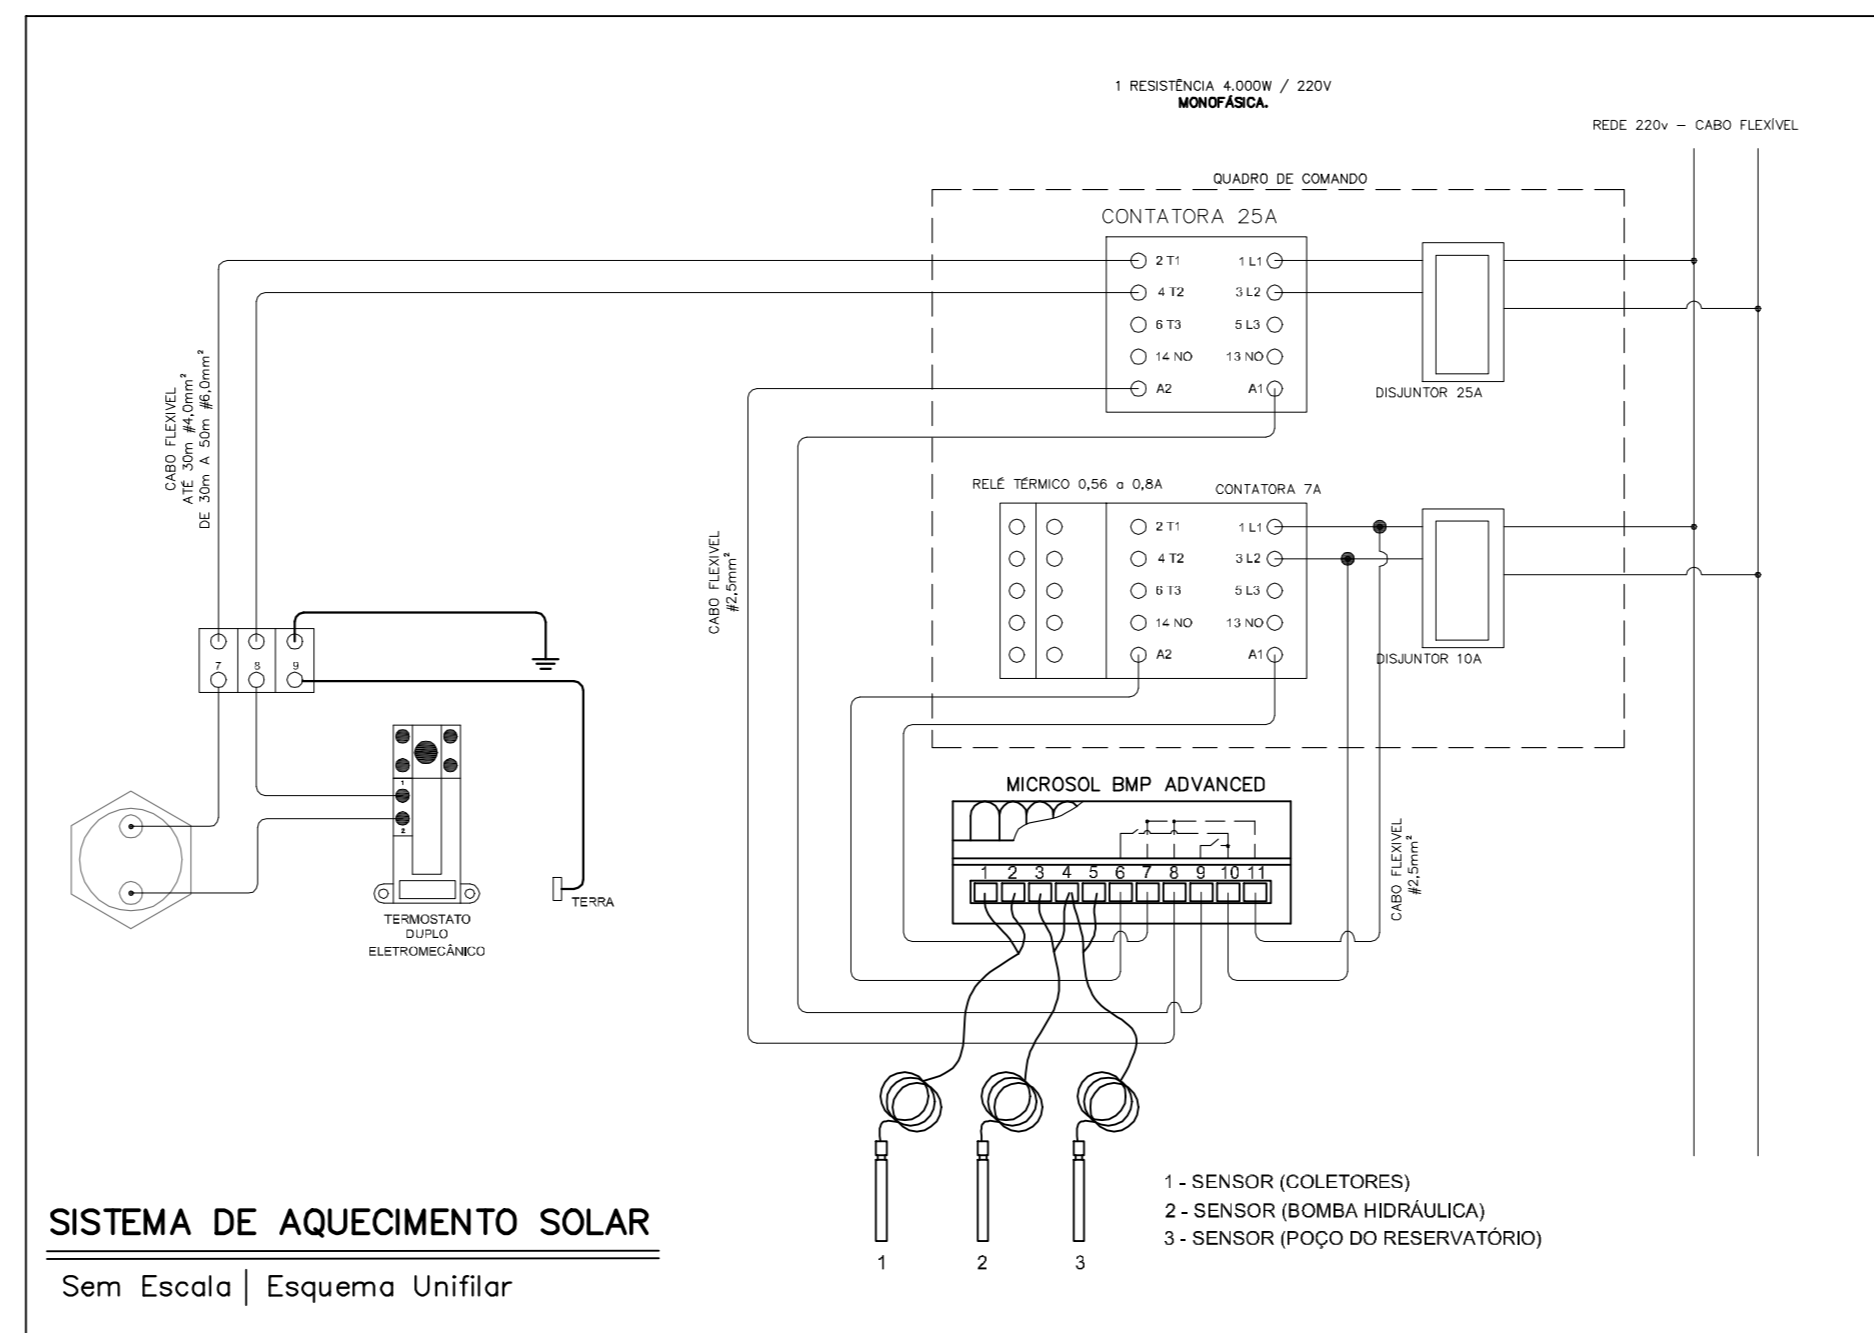 1 RESISTÊNCIA 4.000W / 220V
MONOFÁSICA.
REDE 220v – CABO FLEXÍVEL
QUADRO DE COMANDO
CONTATORA 25A
2 T1 1 L1
4 T2 3 L2
6 T3 5 L3
14 NO 13 NO
A2 A1
DISJUNTOR 25A
CABO FLEXIVEL
ATÉ 30m #4,0mm²
DE 30m A 50m #6,0mm²
RELÉ TÉRMICO 0,56 a 0,8A
CONTATORA 7A
2 T1 1 L1
4 T2 3 L2
6 T3 5 L3
14 NO 13 NO
A2 A1
DISJUNTOR 10A
CABO FLEXIVEL
#2,5mm²
7 8 9
1
2
TERMOSTATO
DUPLO
ELETROMECÂNICO
TERRA
MICROSOL BMP ADVANCED
1 2 3 4 5 6 7 8 9 10 11
CABO FLEXIVEL
#2,5mm²
1 - SENSOR (COLETORES)
2 - SENSOR (BOMBA HIDRÁULICA)
3 - SENSOR (POÇO DO RESERVATÓRIO)
1 2 3
SISTEMA DE AQUECIMENTO SOLAR
Sem Escala | Esquema Unifilar